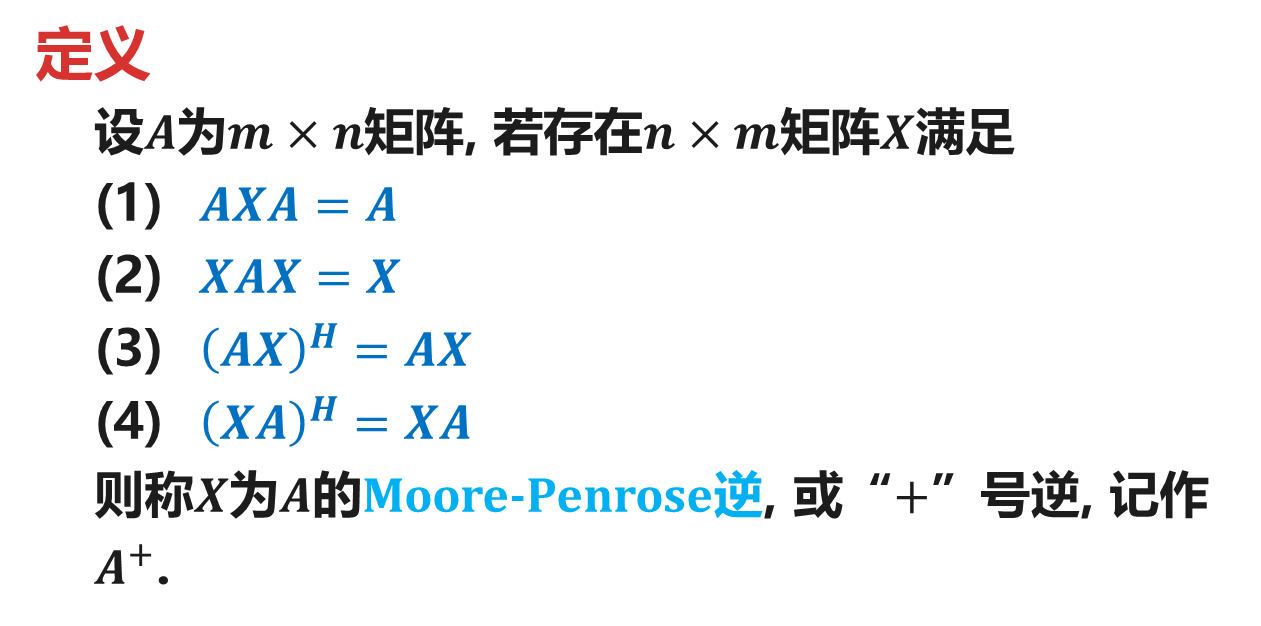 定义
设A为m × n矩阵, 若存在n × m矩阵X满足
(1) AXA = A
(2) XAX = X
(3) (AX)^H = AX
(4) (XA)^H = XA
则称X为A的Moore-Penrose逆, 或“+”号逆, 记作
A^+.